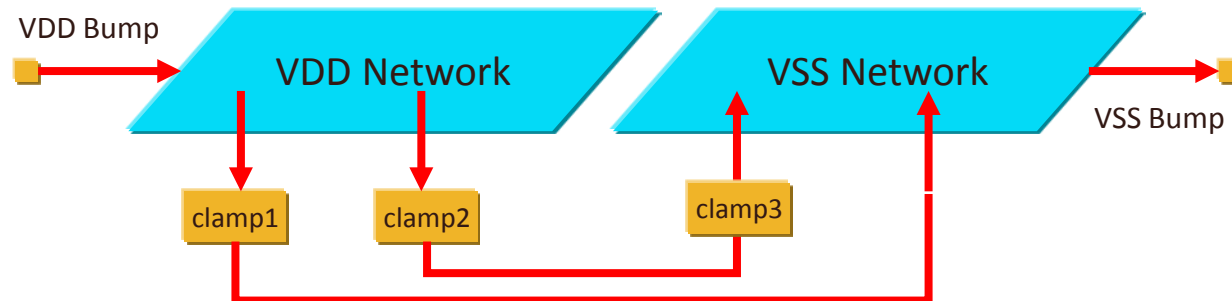 VDD Bump
VDD Network
VSS Network
VSS Bump
clamp1
clamp2
clamp3